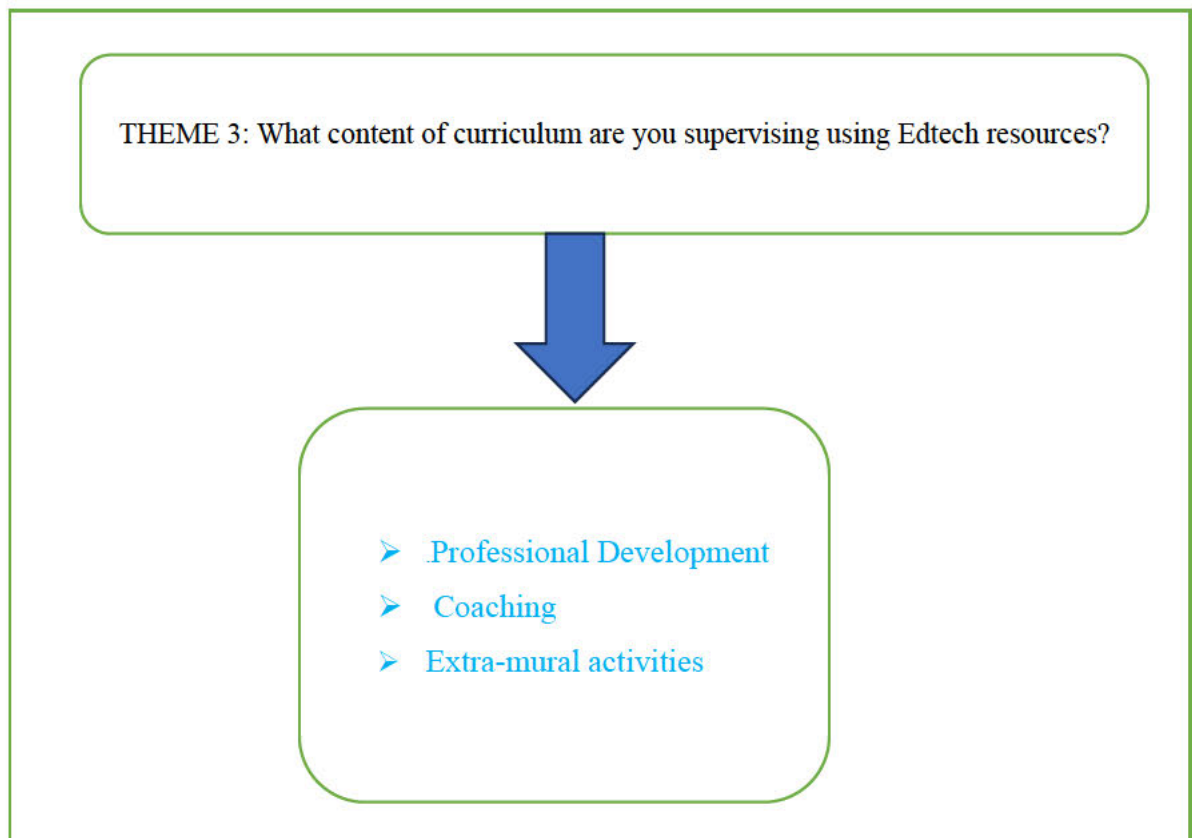 THEME 3: What content of curriculum are you supervising using Edtech resources?
➢ .Professional Development
➢ Coaching
➢ Extra-mural activities